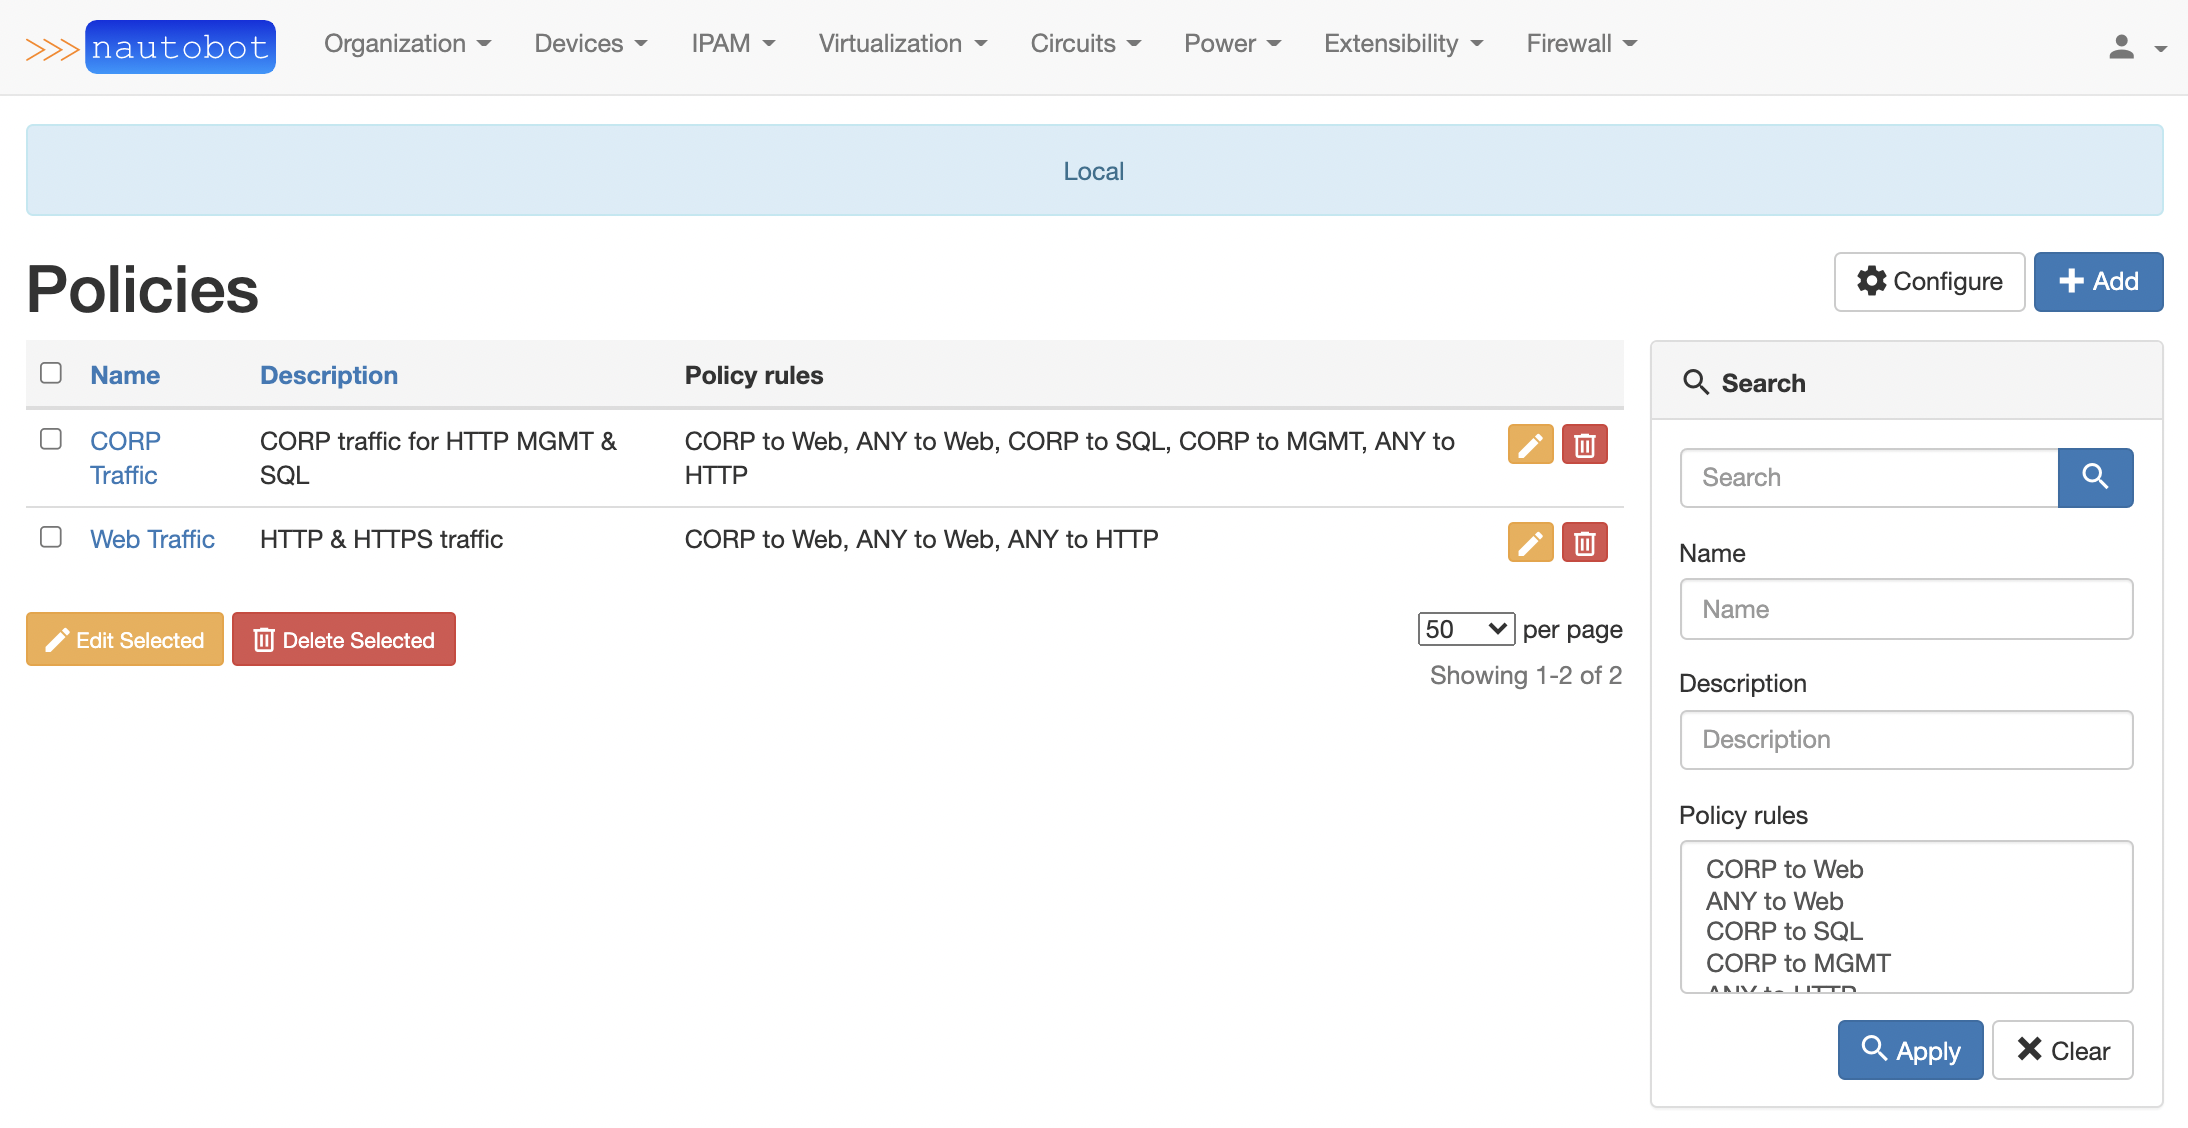 >>> nautobot Organization Devices IPAM Virtualization Circuits Power Extensibility Firewall
Local
Policies
Configure
Add
Name Description Policy rules
CORP Traffic
CORP traffic for HTTP MGMT &
SQL
CORP to Web, ANY to Web, CORP to SQL, CORP to MGMT, ANY to
HTTP
Web Traffic HTTP & HTTPS traffic CORP to Web, ANY to Web, ANY to HTTP
Edit Selected
Delete Selected
50 per page
Showing 1-2 of 2
Search
Search
Name
Name
Description
Description
Policy rules
CORP to Web
ANY to Web
CORP to SQL
CORP to MGMT
ANY to HTTP
Apply
Clear